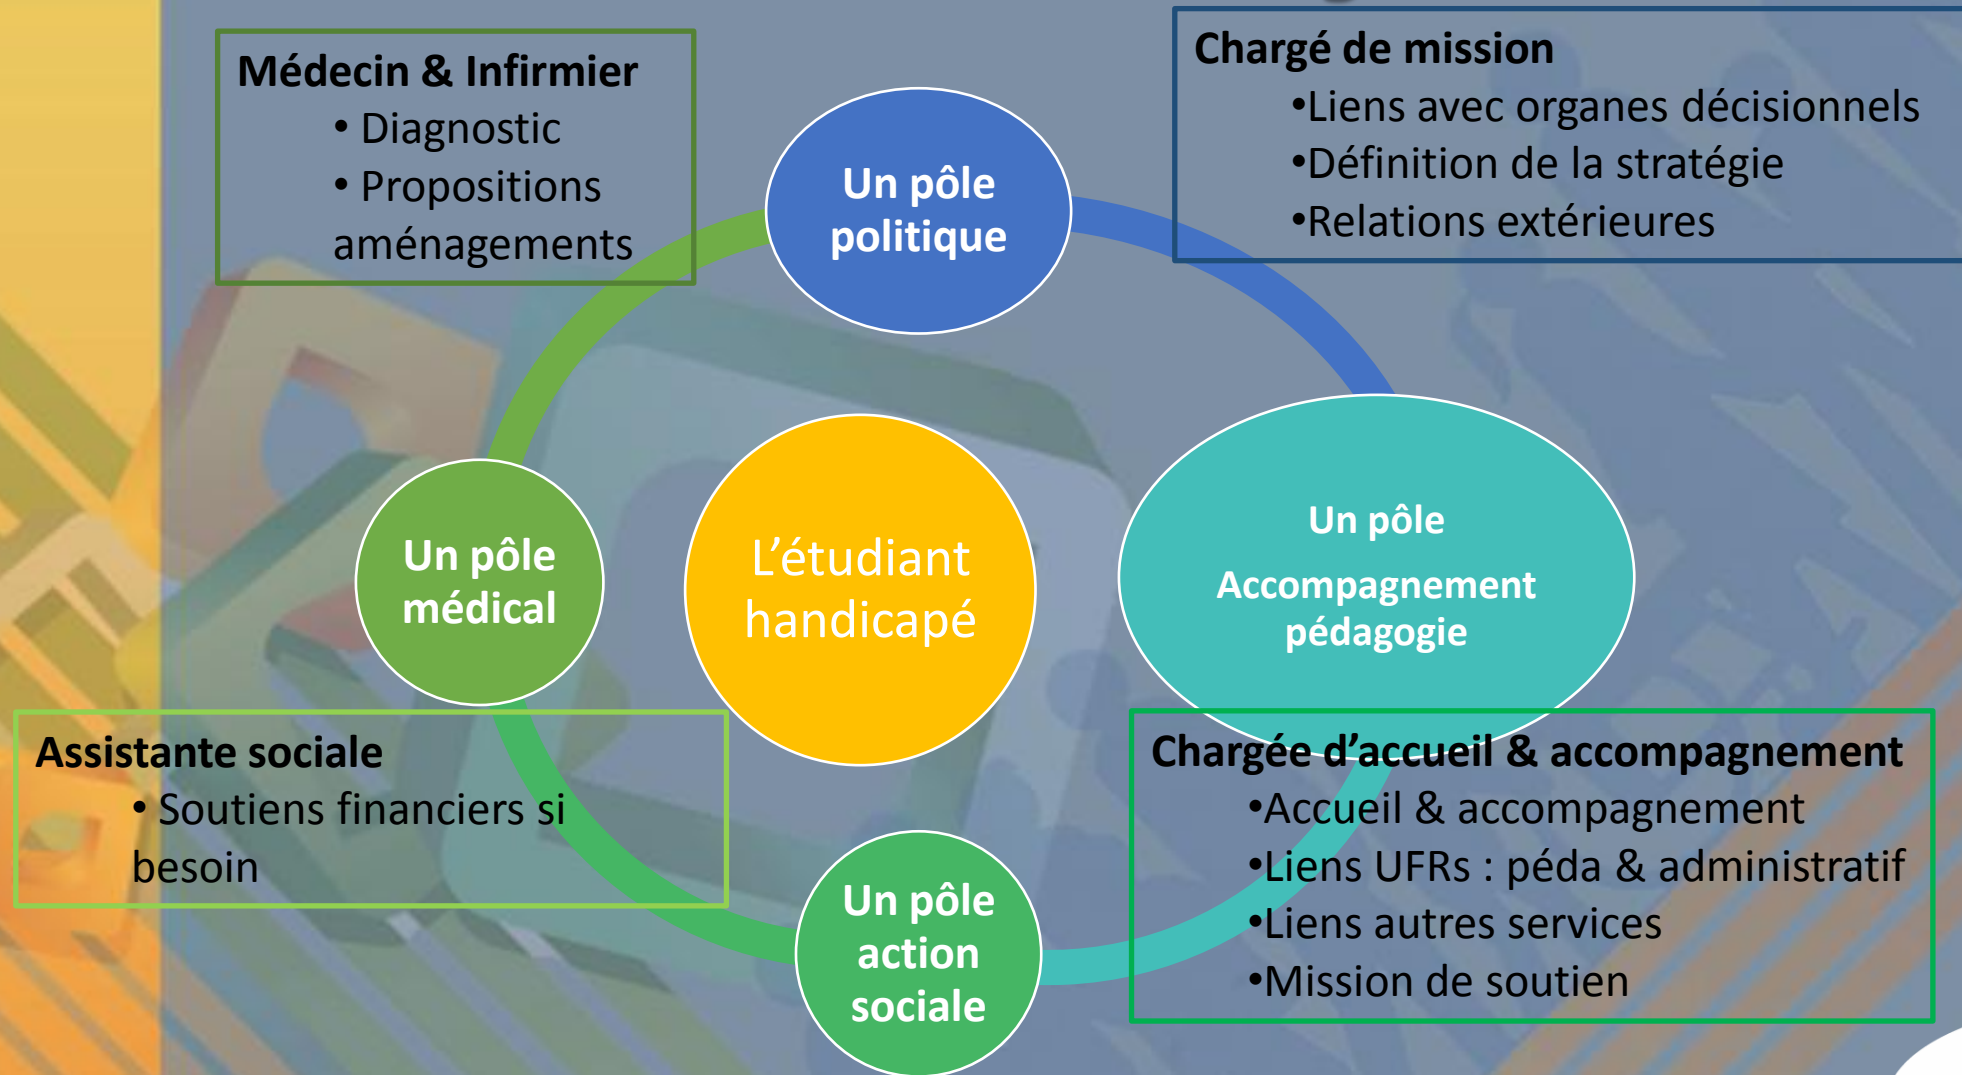 Médecin & Infirmier
• Diagnostic
• Propositions
aménagements
Chargé de mission
•Liens avec organes décisionnels
•Définition de la stratégie
•Relations extérieures
Un pôle
politique
Un pôle
médical
L’étudiant
handicapé
Un pôle
Accompagnement
pédagogie
Assistante sociale
• Soutiens financiers si
besoin
Un pôle
action
sociale
Chargée d’accueil & accompagnement
•Accueil & accompagnement
•Liens UFRs : péda & administratif
•Liens autres services
•Mission de soutien